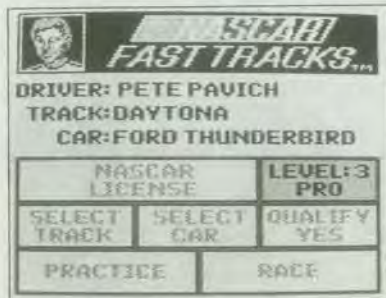 NASCAR
FAST TRACKS™
DRIVER: PETE PAVICH
TRACK: DAYTONA
CAR: FORD THUNDERBIRD
NASCAR LICENSE
LEVEL: 3 PRO
SELECT TRACK
SELECT CAR
QUALIFY YES
PRACTICE
RACE